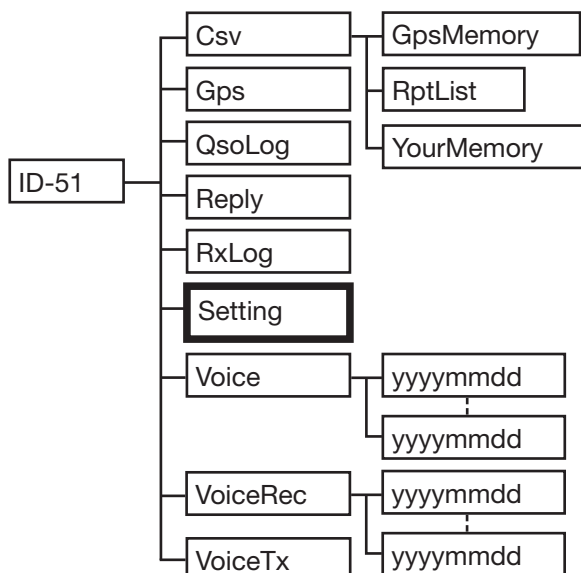 ID-51
Csv
GpsMemory
RptList
YourMemory
Gps
QsoLog
Reply
RxLog
Setting
Voice
yyyymmdd
yyyymmdd
VoiceRec
yyyymmdd
yyyymmdd
VoiceTx